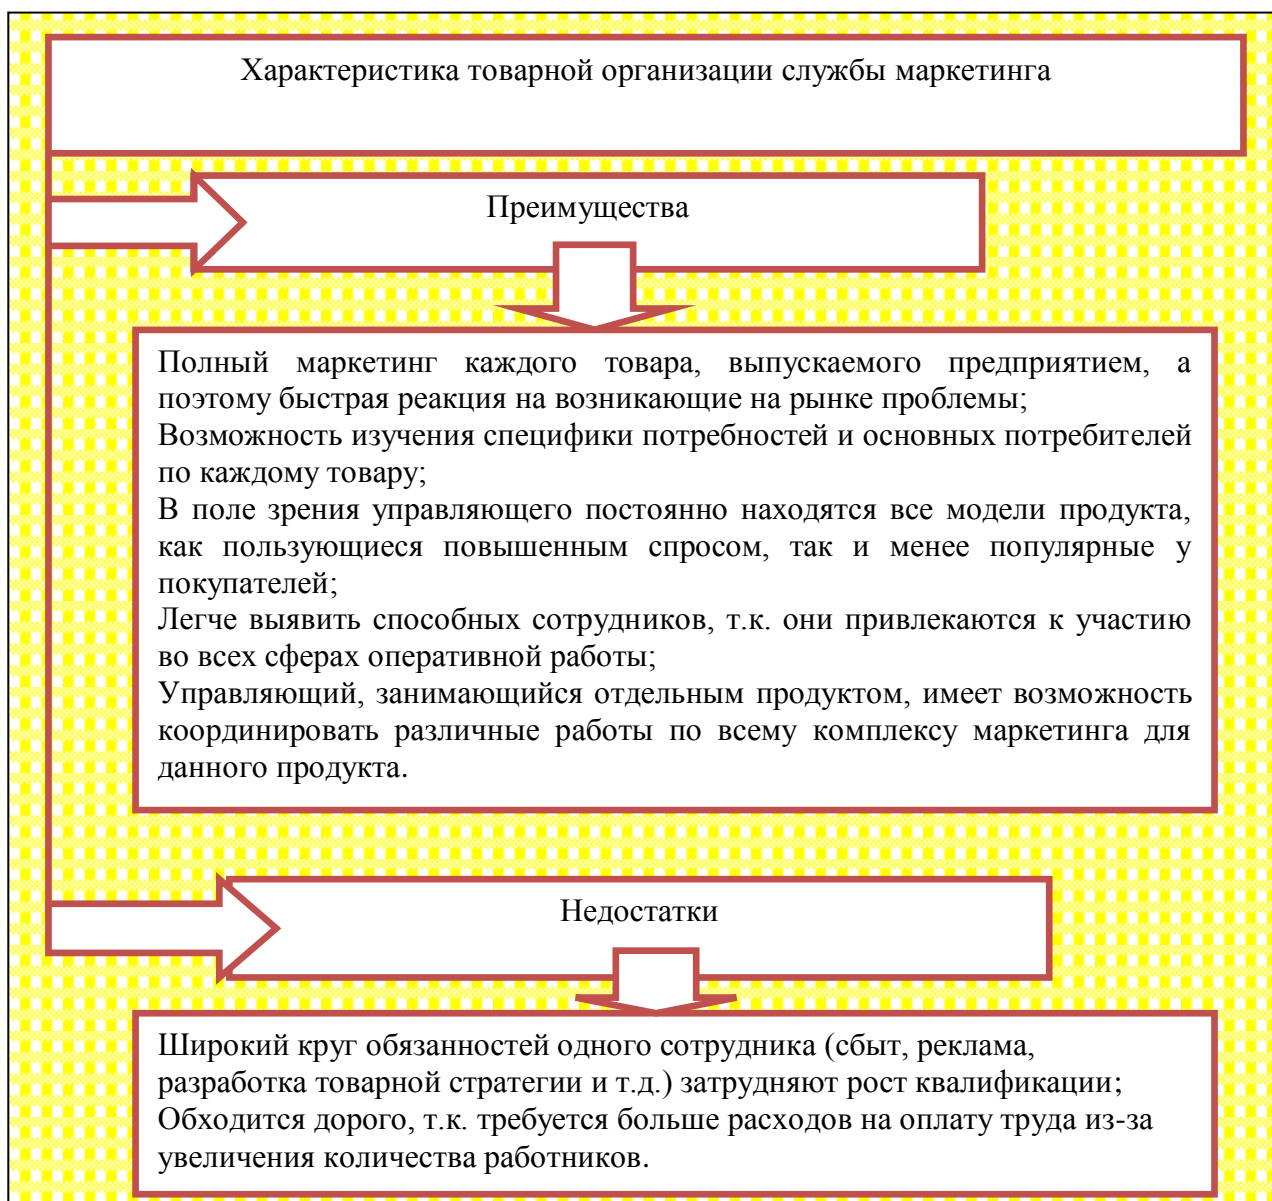 Характеристика товарной организации службы маркетинга
Преимущества
Полный маркетинг каждого товара, выпускаемого предприятием, а
поэтому быстрая реакция на возникающие на рынке проблемы;
Возможность изучения специфики потребностей и основных потребителей
по каждому товару;
В поле зрения управляющего постоянно находятся все модели продукта,
как пользующиеся повышенным спросом, так и менее популярные у
покупателей;
Легче выявить способных сотрудников, т.к. они привлекаются к участию
во всех сферах оперативной работы;
Управляющий, занимающийся отдельным продуктом, имеет возможность
координировать различные работы по всему комплексу маркетинга для
данного продукта.
Недостатки
Широкий круг обязанностей одного сотрудника (сбыт, реклама,
разработка товарной стратегии и т.д.) затрудняют рост квалификации;
Обходится дорого, т.к. требуется больше расходов на оплату труда из-за
увеличения количества работников.